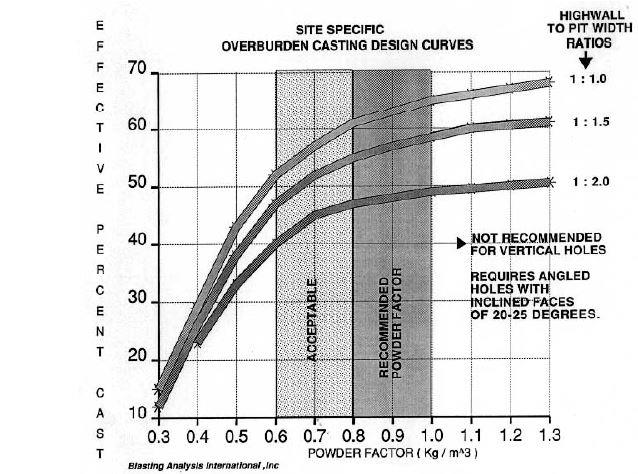 SITE SPECIFIC
OVERBURDEN CASTING DESIGN CURVES
HIGHWALL
TO PIT WIDTH
RATIOS
EFFECTIVE PERCENT CAST
70
60
50
40
30
20
10
1 : 1.0
1 : 1.5
1 : 2.0
NOT RECOMMENDED
FOR VERTICAL HOLES
REQUIRES ANGLED
HOLES WITH
INCLINED FACES
OF 20-25 DEGREES.
ACCEPTABLE
RECOMMENDED
POWDER FACTOR
0.3 0.4 0.5 0.6 0.7 0.8 0.9 1.0 1.1 1.2 1.3
POWDER FACTOR ( Kg / m^3 )
Blasting Analysis International ,Inc